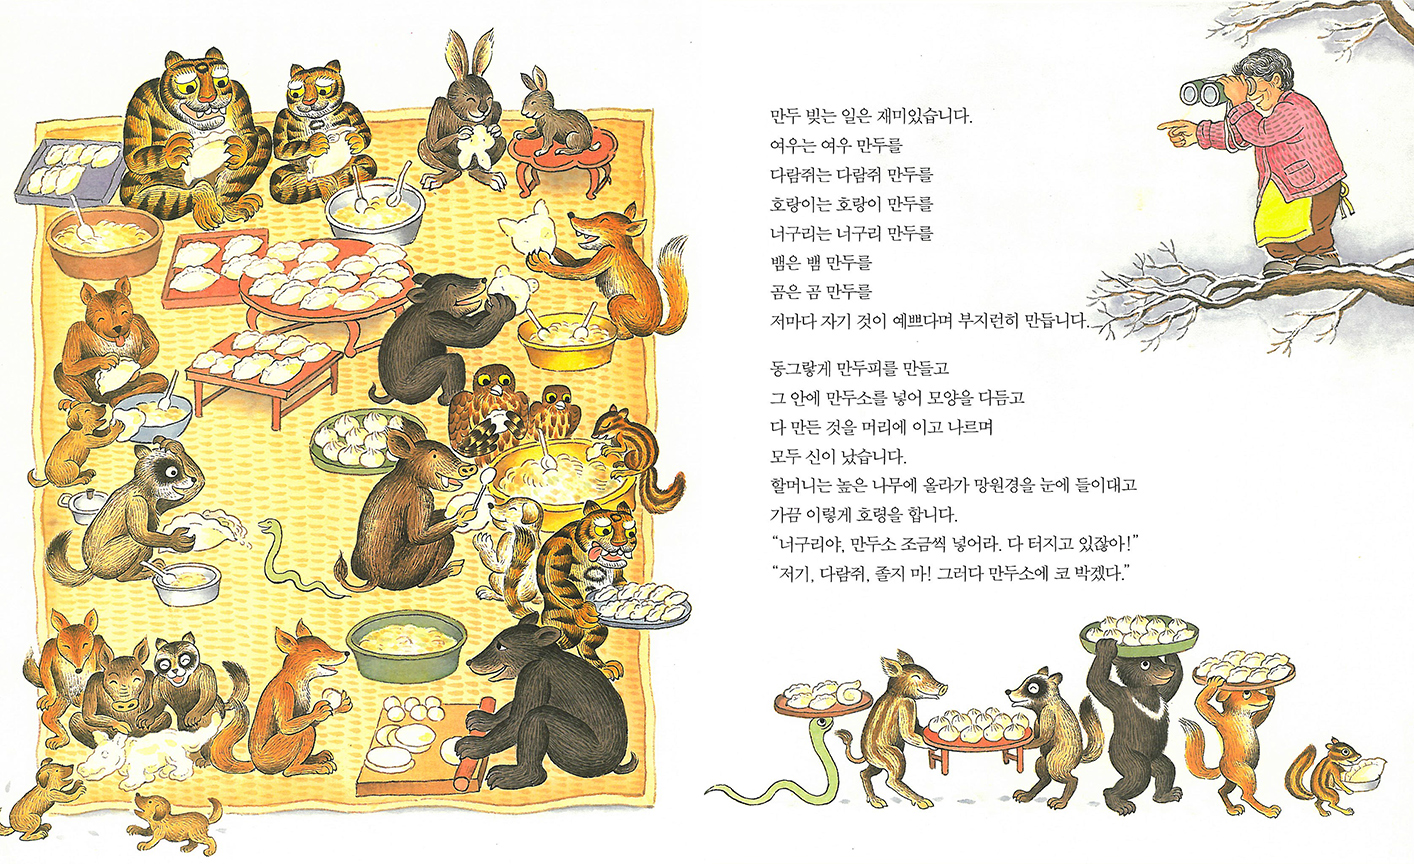 만두 빚는 일은 재미있습니다.
여우는 여우 만두를
다람쥐는 다람쥐 만두를
호랑이는 호랑이 만두를
너구리는 너구리 만두를
뱀은 뱀 만두를
곰은 곰 만두를
저마다 자기 것이 예쁘다며 부지런히 만듭니다.
동그랗게 만두피를 만들고
그 안에 만두소를 넣어 모양을 다듬고
다 만든 것을 머리에 이고 나르며
모두 신이 났습니다.
할머니는 높은 나무에 올라가 망원경을 눈에 들이대고
가끔 이렇게 호령을 합니다.
“너구리야, 만두소 조금씩 넣어라. 다 터지고 있잖아!”
“저기, 다람쥐, 졸지 마! 그러다 만두소에 코 박겠다.”